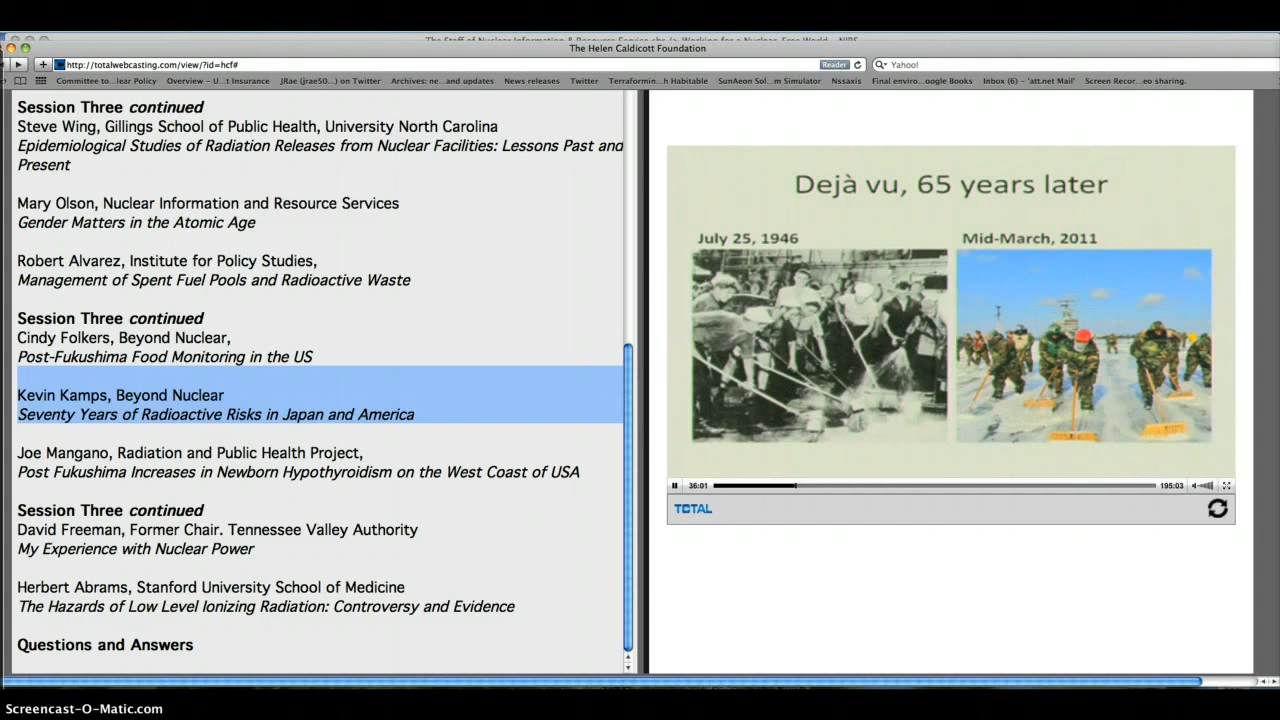 The Helen Caldicott Foundation
http://totalwebcasting.com/view/?id=hcf#
Reader
Yahoo!
Committee to...lear Policy
Overview - U...t Insurance
JRae (jrae50...) on Twitter
Archives: ne...and updates
News releases
Twitter
Terraformin...h Habitable
SunAeon Sol...m Simulator
Nssaxis
Final enviro...oogle Books
Inbox (6) - 'att.net Mail'
Screen Recor...eo sharing.
Session Three continued
Steve Wing, Gillings School of Public Health, University North Carolina
Epidemiological Studies of Radiation Releases from Nuclear Facilities: Lessons Past and
Present
Mary Olson, Nuclear Information and Resource Services
Gender Matters in the Atomic Age
Robert Alvarez, Institute for Policy Studies,
Management of Spent Fuel Pools and Radioactive Waste
Session Three continued
Cindy Folkers, Beyond Nuclear,
Post-Fukushima Food Monitoring in the US
Kevin Kamps, Beyond Nuclear
Seventy Years of Radioactive Risks in Japan and America
Joe Mangano, Radiation and Public Health Project,
Post Fukushima Increases in Newborn Hypothyroidism on the West Coast of USA
Session Three continued
David Freeman, Former Chair. Tennessee Valley Authority
My Experience with Nuclear Power
Herbert Abrams, Stanford University School of Medicine
The Hazards of Low Level Ionizing Radiation: Controversy and Evidence
Questions and Answers
Dejà vu, 65 years later
July 25, 1946
Mid-March, 2011
36:01
195:03
TOTAL
Screencast-O-Matic.com